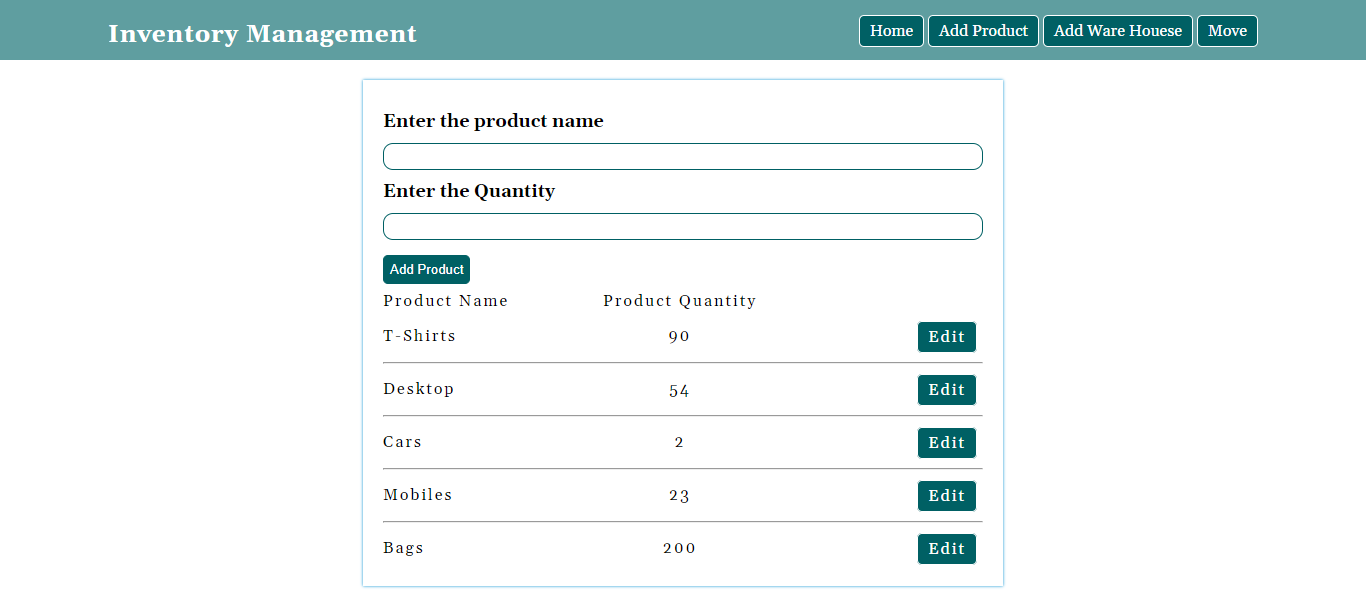 Inventory Management
Home Add Product Add Ware Houese Move
Enter the product name
Enter the Quantity
Add Product
Product Name Product Quantity
T-Shirts 90 Edit
Desktop 54 Edit
Cars 2 Edit
Mobiles 23 Edit
Bags 200 Edit